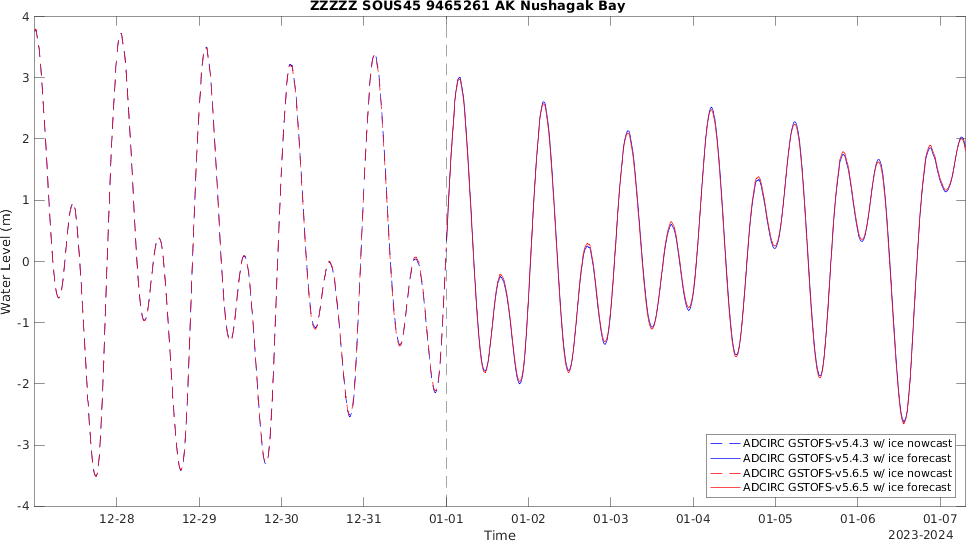 ZZZZZ SOUS45 9465261 AK Nushagak Bay
4
3
2
1
0
-1
-2
-3
-4
Water Level (m)
ADCIRC GSTOFS-v5.4.3 w/ ice nowcast
ADCIRC GSTOFS-v5.4.3 w/ ice forecast
ADCIRC GSTOFS-v5.6.5 w/ ice nowcast
ADCIRC GSTOFS-v5.6.5 w/ ice forecast
12-28 12-29 12-30 12-31 01-01 01-02 01-03 01-04 01-05 01-06 01-07
Time 2023-2024